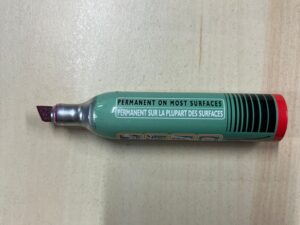 PERMANENT ON MOST SURFACES
PERMANENT SUR LA PLUPART DES SURFACES